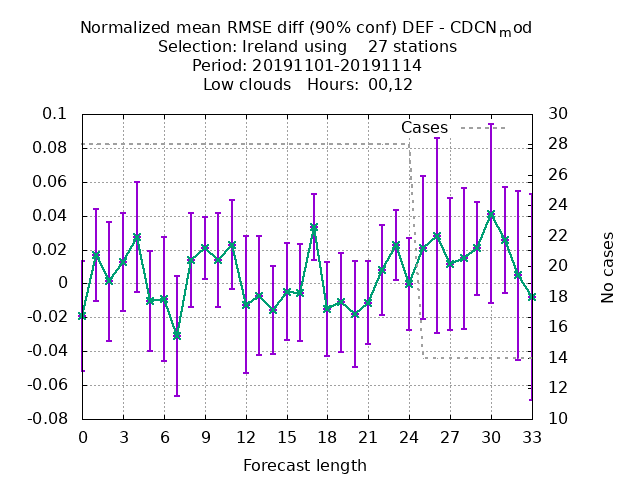 Normalized mean RMSE diff (90% conf) DEF - CDCNmod
Selection: Ireland using 27 stations
Period: 20191101-20191114
Low clouds Hours: 00,12
Cases
0.1
0.08
0.06
0.04
0.02
0
-0.02
-0.04
-0.06
-0.08
30
28
26
24
22
20
18
16
14
12
10
No cases
0 3 6 9 12 15 18 21 24 27 30 33
Forecast length